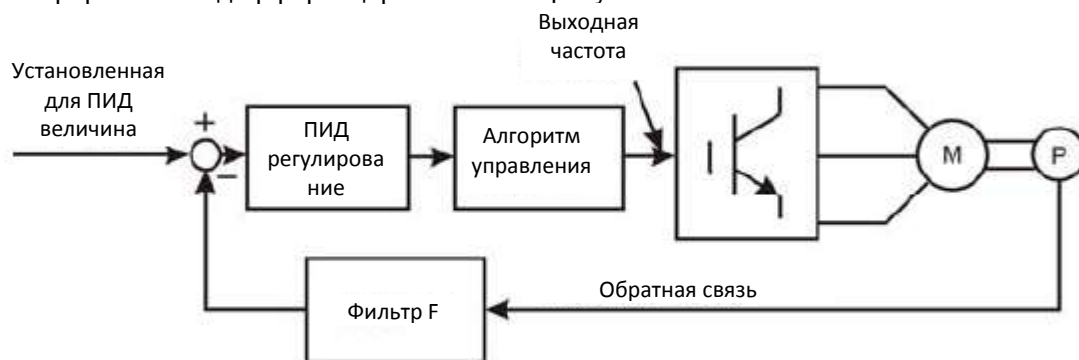 Выходная
частота
Установленная
для ПИД
величина
+
−
ПИД
регулирова
ние
Алгоритм
управления
M
P
Обратная связь
Фильтр F